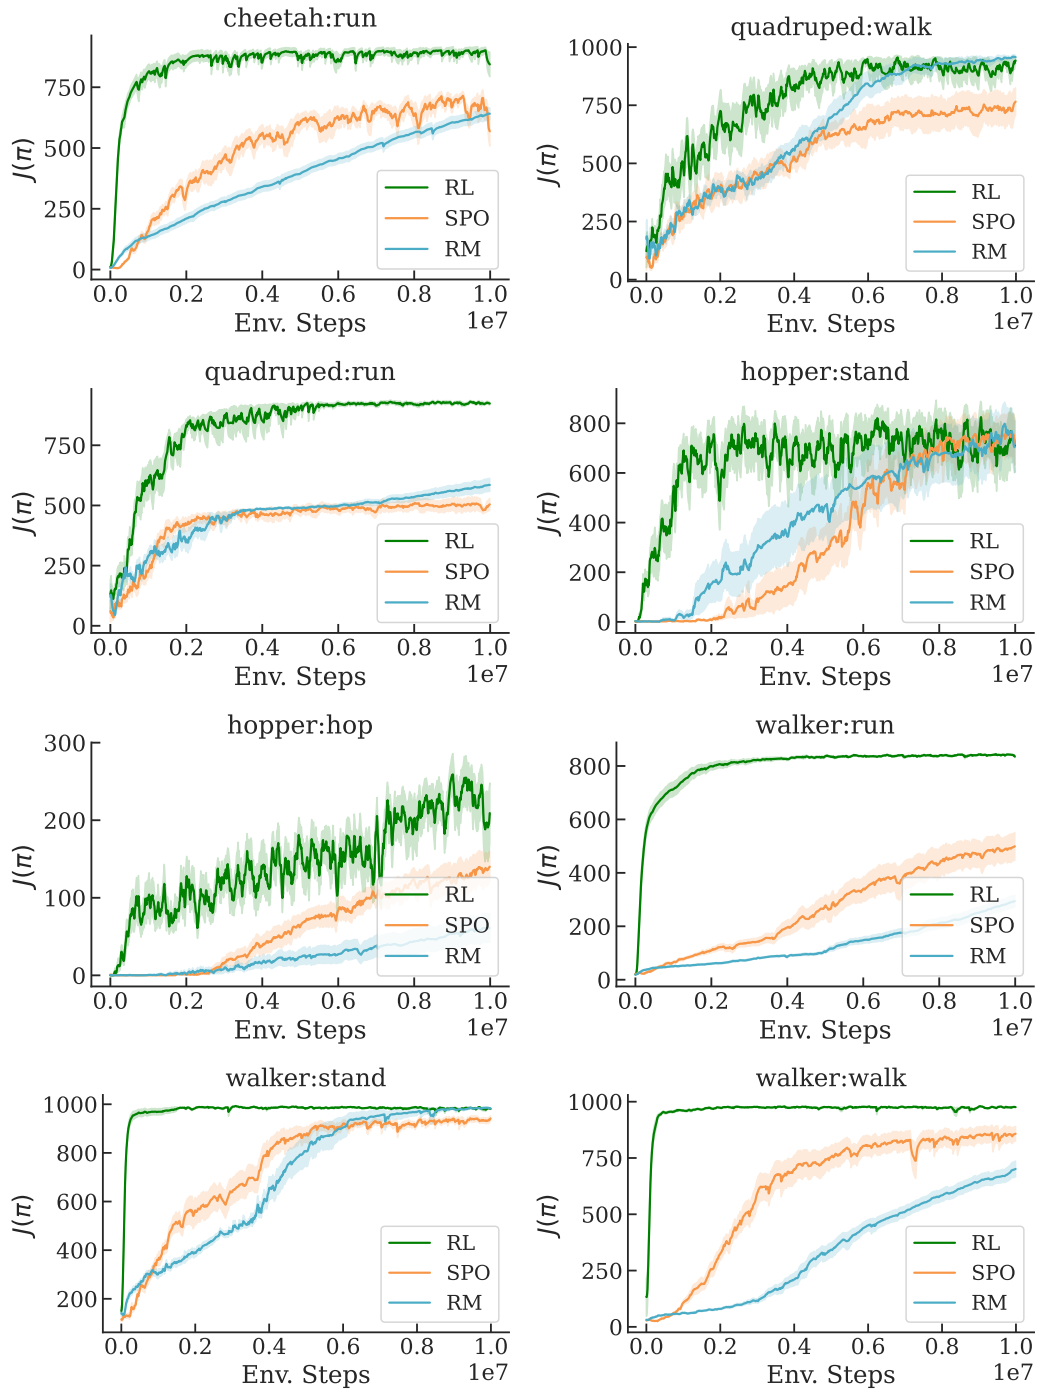 cheetah:run
J(π)
750
500
250
0
0.0 0.2 0.4 0.6 0.8 1.0
Env. Steps
1e7
RL
SPO
RM
quadruped:walk
J(π)
1000
750
500
250
0
0.0 0.2 0.4 0.6 0.8 1.0
Env. Steps
1e7
RL
SPO
RM
quadruped:run
J(π)
750
500
250
0
0.0 0.2 0.4 0.6 0.8 1.0
Env. Steps
1e7
RL
SPO
RM
hopper:stand
J(π)
800
600
400
200
0
0.0 0.2 0.4 0.6 0.8 1.0
Env. Steps
1e7
RL
SPO
RM
hopper:hop
J(π)
300
200
100
0
0.0 0.2 0.4 0.6 0.8 1.0
Env. Steps
1e7
RL
SPO
RM
walker:run
J(π)
800
600
400
200
0
0.0 0.2 0.4 0.6 0.8 1.0
Env. Steps
1e7
RL
SPO
RM
walker:stand
J(π)
1000
800
600
400
200
0.0 0.2 0.4 0.6 0.8 1.0
Env. Steps
1e7
RL
SPO
RM
walker:walk
J(π)
1000
750
500
250
0
0.0 0.2 0.4 0.6 0.8 1.0
Env. Steps
1e7
RL
SPO
RM